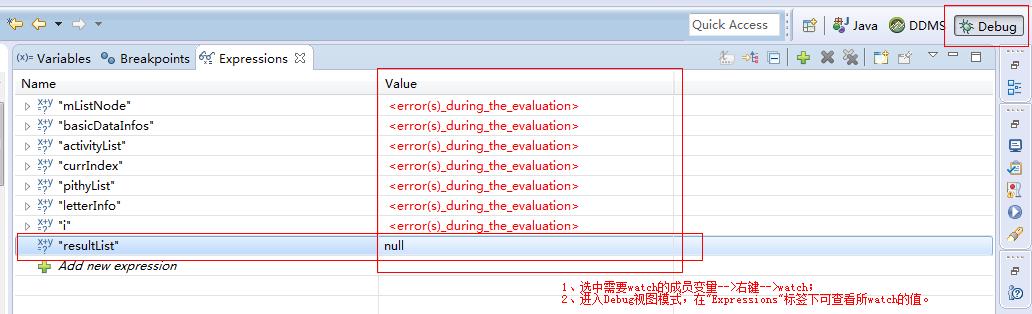 Quick Access
Java
DDMS
Debug
(x)= Variables
Breakpoints
Expressions
Name
Value
"mListNode"
<error(s)_during_the_evaluation>
"basicDataInfos"
<error(s)_during_the_evaluation>
"activityList"
<error(s)_during_the_evaluation>
"currIndex"
<error(s)_during_the_evaluation>
"pithyList"
<error(s)_during_the_evaluation>
"letterInfo"
<error(s)_during_the_evaluation>
"i"
<error(s)_during_the_evaluation>
"resultList"
null
Add new expression
1、选中需要watch的成员变量-->右键-->watch;
2、进入Debug视图模式，在"Expressions"标签下可查看所watch的值。